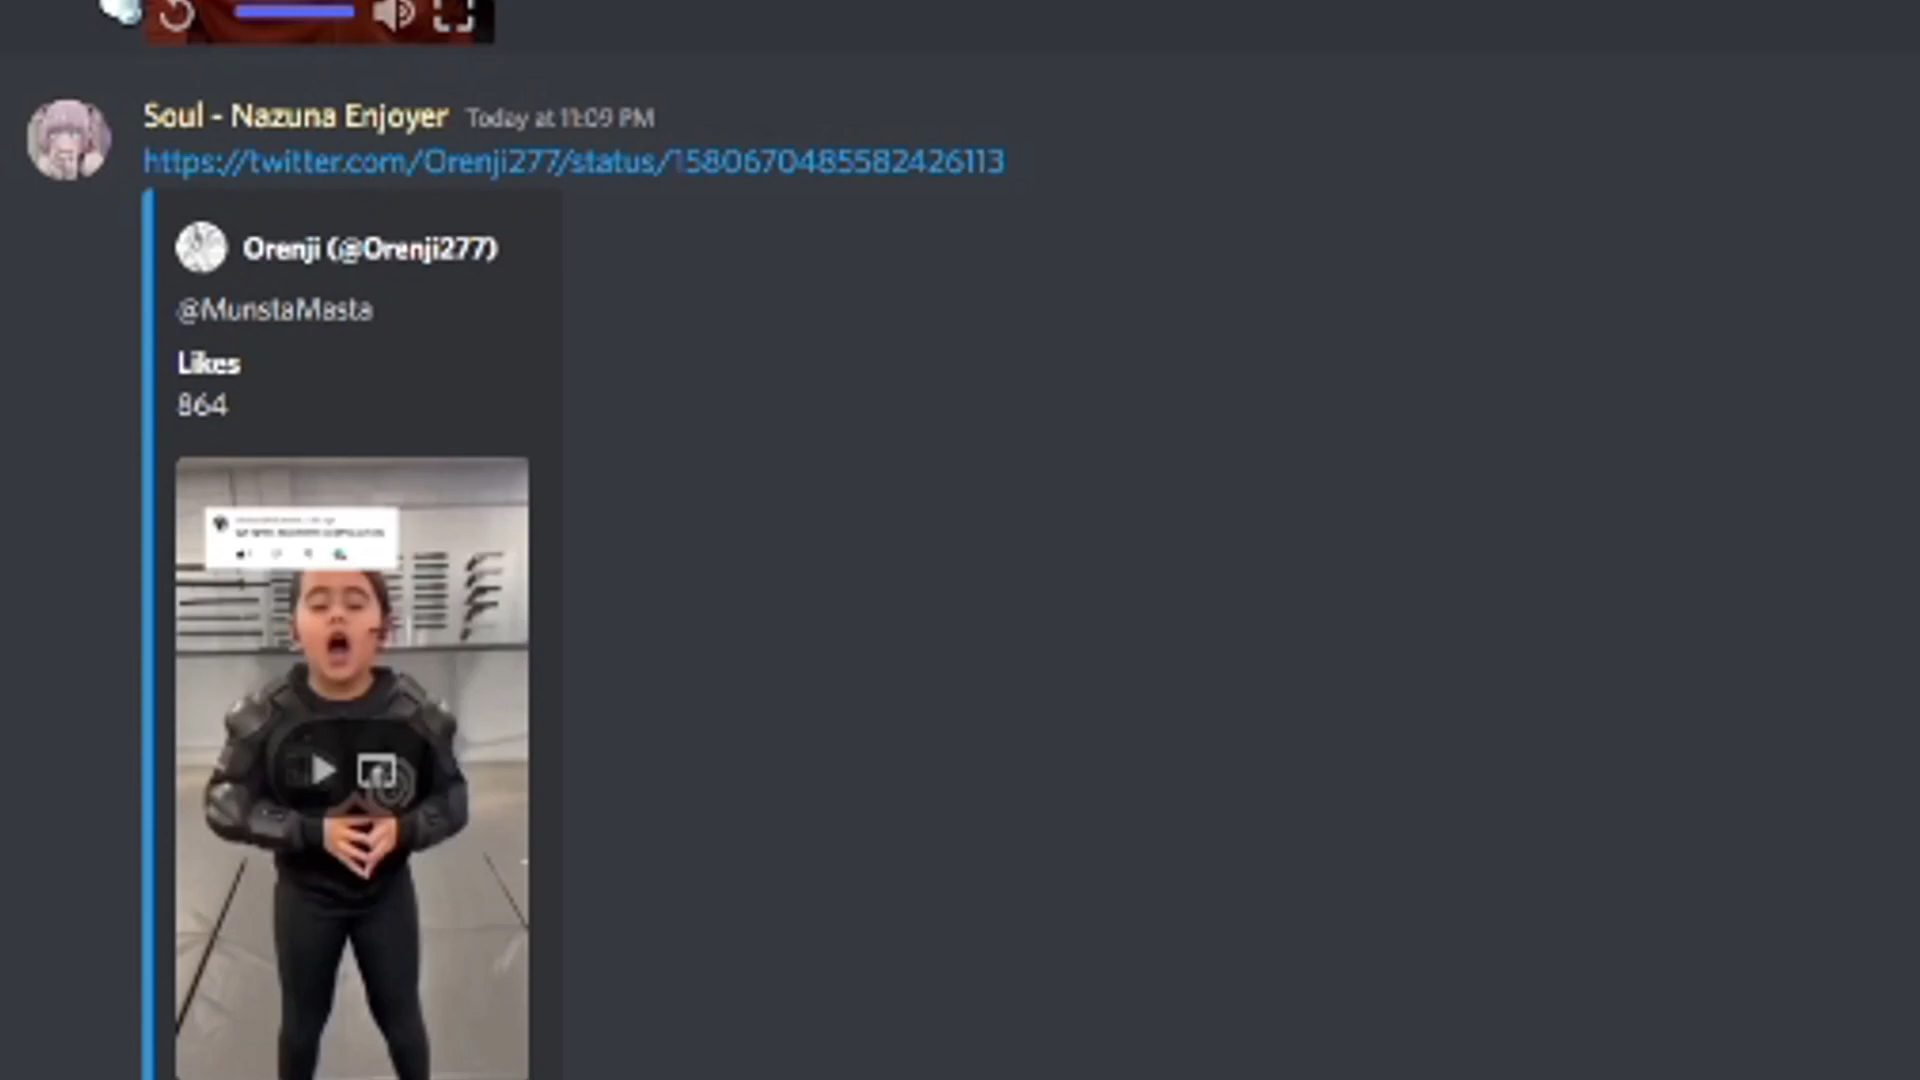 Soul - Nazuna Enjoyer Today at 11:09 PM
https://twitter.com/Orenji277/status/1580670485582426113
Orenji (@Orenji277)
@MunstaMasta
Likes
864